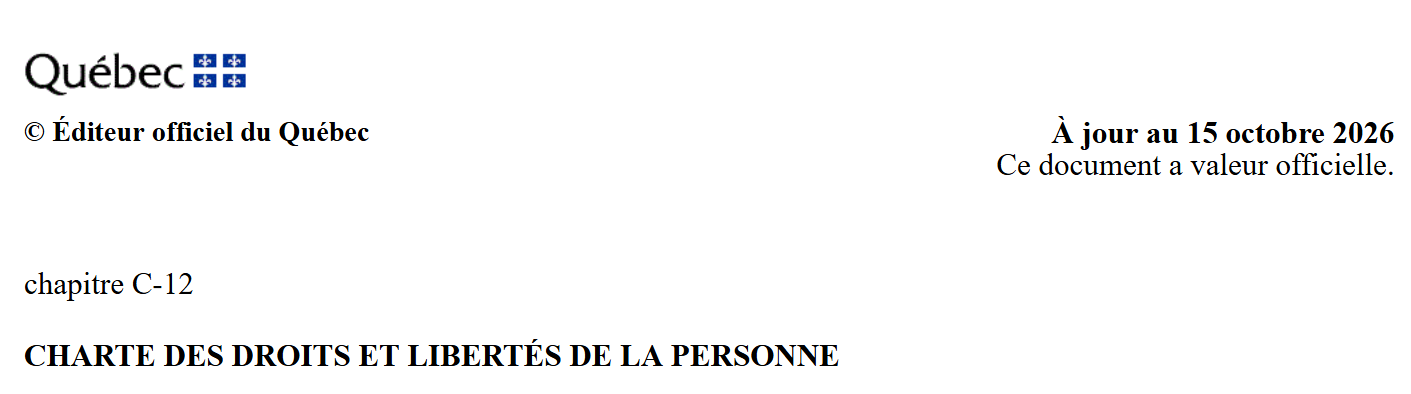 Québec
© Éditeur officiel du Québec
À jour au 15 octobre 2026
Ce document a valeur officielle.
chapitre C-12
CHARTE DES DROITS ET LIBERTÉS DE LA PERSONNE